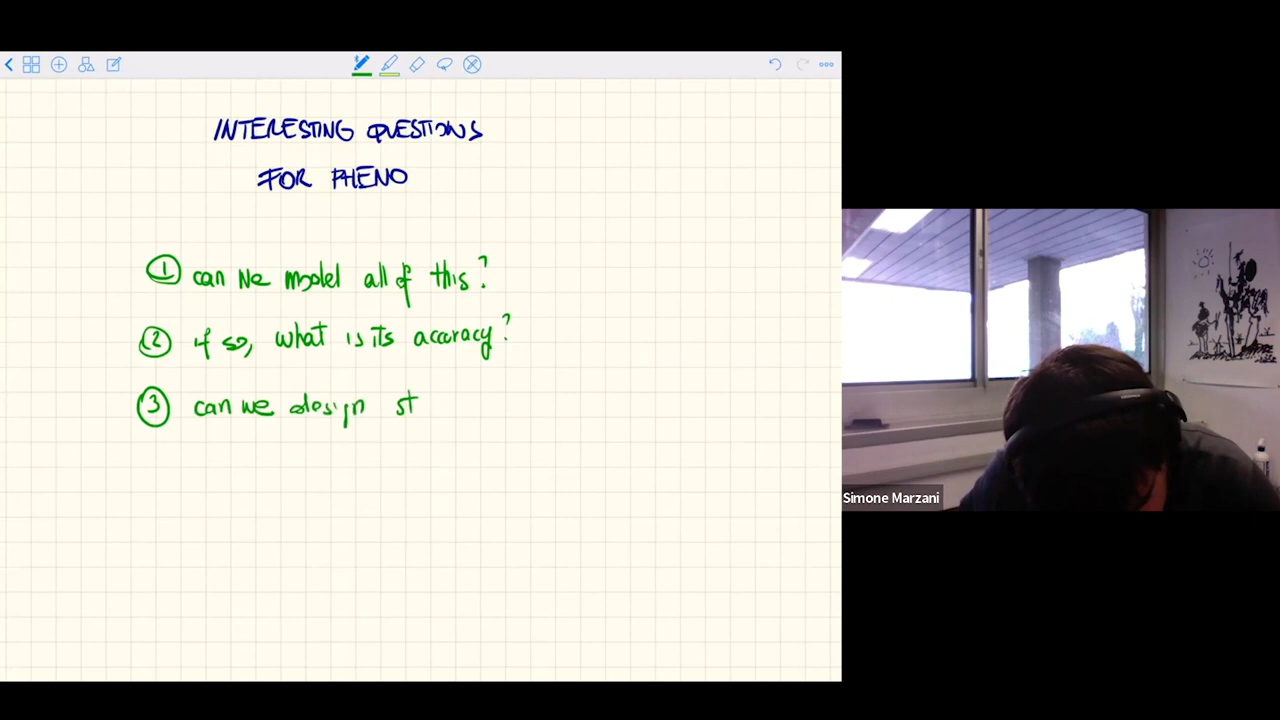 INTERESTING QUESTIONS
FOR PHENO
① can we model all of this?
② if so, what is its accuracy?
③ can we design st
Simone Marzani